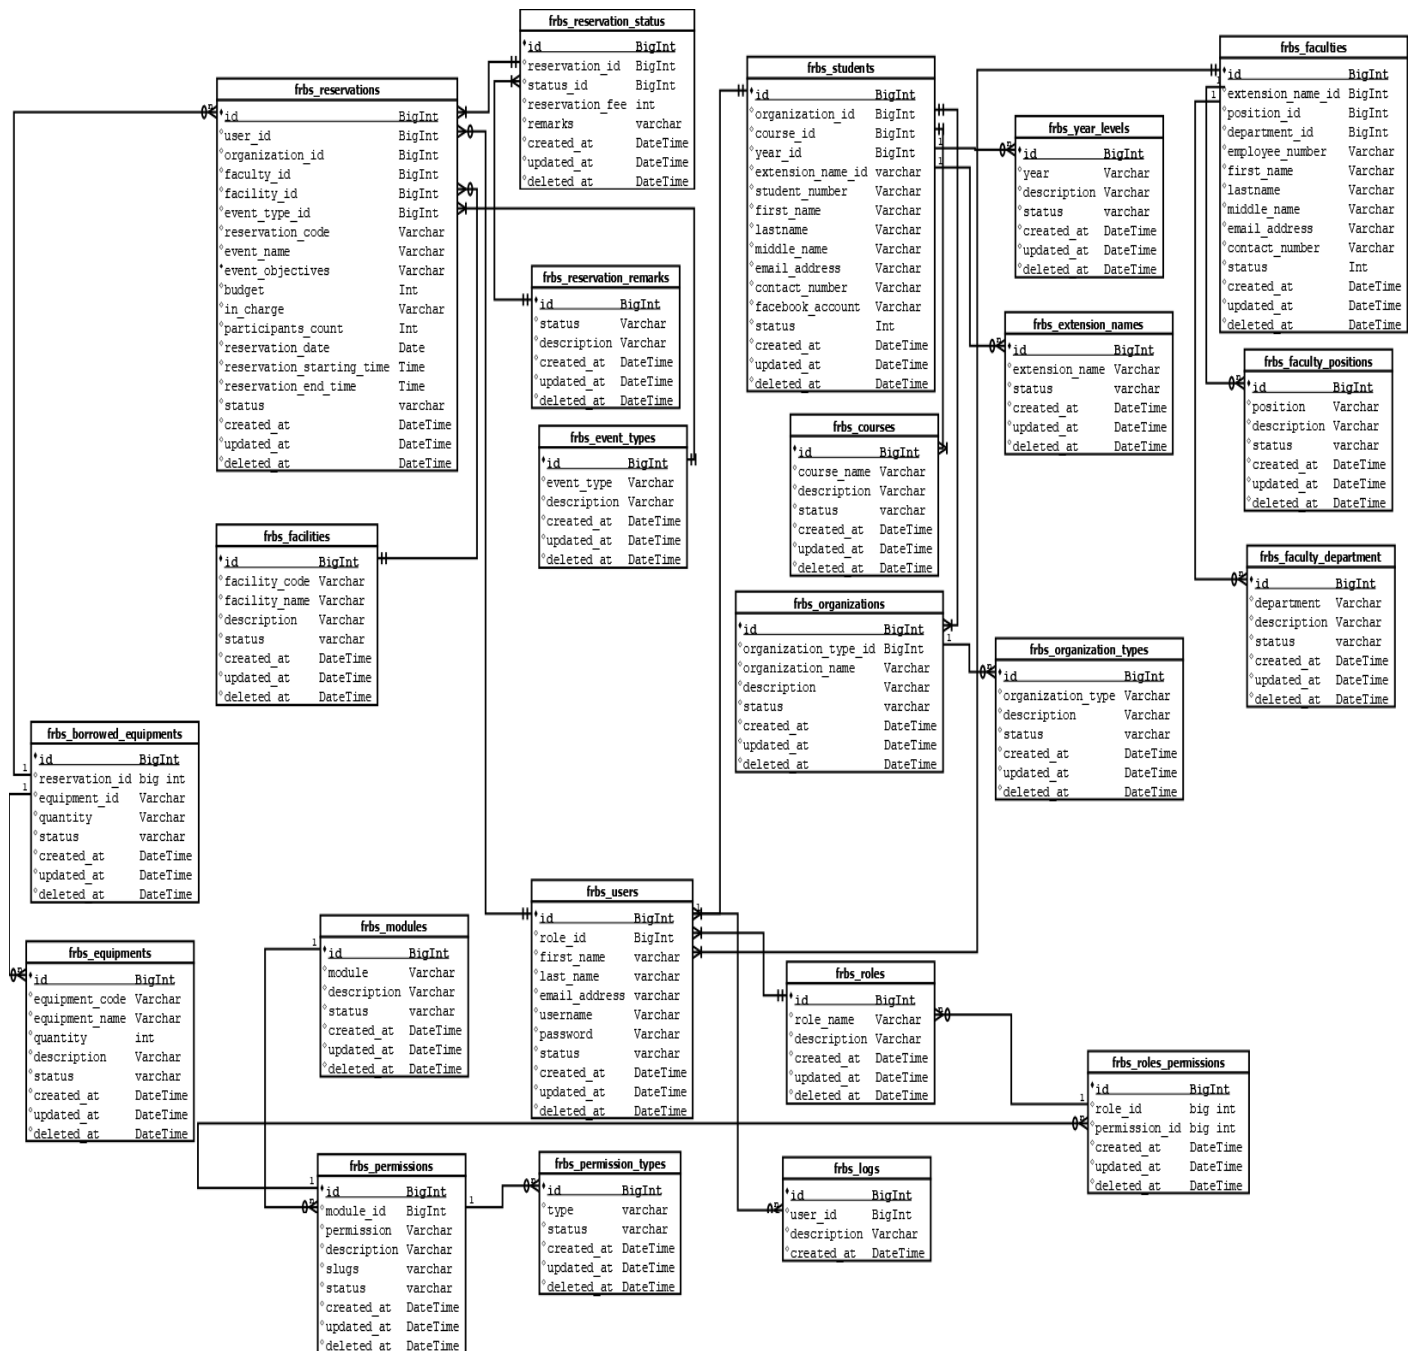 frbs_reservation_status
id BigInt
reservation_id BigInt
status_id BigInt
reservation_fee int
remarks varchar
created_at DateTime
updated_at DateTime
deleted_at DateTime
frbs_reservations
id BigInt
user_id BigInt
organization_id BigInt
faculty_id BigInt
facility_id BigInt
event_type_id BigInt
reservation_code Varchar
event_name Varchar
event_objectives Varchar
budget Int
in_charge Varchar
participants_count Int
reservation_date Date
reservation_starting_time Time
reservation_end_time Time
status varchar
created_at DateTime
updated_at DateTime
deleted_at DateTime
frbs_students
id BigInt
organization_id BigInt
course_id BigInt
year_id BigInt
extension_name_id varchar
student_number Varchar
first_name Varchar
lastname Varchar
middle_name Varchar
email_address Varchar
contact_number Varchar
facebook_account Varchar
status Int
created_at DateTime
updated_at DateTime
deleted_at DateTime
1
1
frbs_faculties
id BigInt
extension_name_id BigInt
position_id BigInt
department_id BigInt
employee_number Varchar
first_name Varchar
lastname Varchar
middle_name Varchar
email_address Varchar
contact_number Varchar
status Int
created_at DateTime
updated_at DateTime
deleted_at DateTime
1
1
frbs_year_levels
id BigInt
year Varchar
description Varchar
status varchar
created_at DateTime
updated_at DateTime
deleted_at DateTime
frbs_reservation_remarks
id BigInt
status Varchar
description Varchar
created_at DateTime
updated_at DateTime
deleted_at DateTime
frbs_extension_names
id BigInt
extension_name Varchar
status varchar
created_at DateTime
updated_at DateTime
deleted_at DateTime
frbs_faculty_positions
id BigInt
position Varchar
description Varchar
status varchar
created_at DateTime
updated_at DateTime
deleted_at DateTime
frbs_event_types
id BigInt
event_type Varchar
description Varchar
created_at DateTime
updated_at DateTime
deleted_at DateTime
frbs_courses
id BigInt
course_name Varchar
description Varchar
status varchar
created_at DateTime
updated_at DateTime
deleted_at DateTime
frbs_facilities
id BigInt
facility_code Varchar
facility_name Varchar
description Varchar
status varchar
created_at DateTime
updated_at DateTime
deleted_at DateTime
frbs_faculty_department
id BigInt
department Varchar
description Varchar
status varchar
created_at DateTime
updated_at DateTime
deleted_at DateTime
frbs_organizations
id BigInt
organization_type_id BigInt
organization_name Varchar
description Varchar
status varchar
created_at DateTime
updated_at DateTime
deleted_at DateTime
1
frbs_organization_types
id BigInt
organization_type Varchar
description Varchar
status varchar
created_at DateTime
updated_at DateTime
deleted_at DateTime
frbs_borrowed_equipments
id BigInt
1 reservation_id big int
1 equipment_id Varchar
quantity Varchar
status varchar
created_at DateTime
updated_at DateTime
deleted_at DateTime
frbs_users
id BigInt
role_id BigInt
first_name varchar
last_name varchar
email_address varchar
username Varchar
password Varchar
status varchar
created_at DateTime
updated_at DateTime
deleted_at DateTime
1
frbs_modules
1 id BigInt
module Varchar
description Varchar
status varchar
created_at DateTime
updated_at DateTime
deleted_at DateTime
frbs_equipments
id BigInt
equipment_code Varchar
equipment_name Varchar
quantity int
description Varchar
status varchar
created_at DateTime
updated_at DateTime
deleted_at DateTime
frbs_roles
id BigInt
role_name Varchar
description Varchar
created_at DateTime
updated_at DateTime
deleted_at DateTime
frbs_roles_permissions
id BigInt
1 role_id big int
permission_id big int
created_at DateTime
updated_at DateTime
deleted_at DateTime
frbs_permissions
1 id BigInt
module_id BigInt 1
permission Varchar
description Varchar
slugs varchar
status varchar
created_at DateTime
updated_at DateTime
deleted_at DateTime
frbs_permission_types
id BigInt
type varchar
status varchar
created_at DateTime
updated_at DateTime
deleted_at DateTime
frbs_logs
id BigInt
user_id BigInt
description Varchar
created_at DateTime